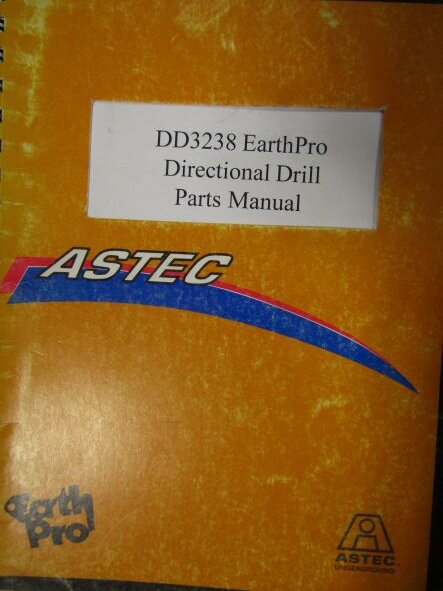 DD3238 EarthPro
Directional Drill
Parts Manual
ASTEC
Earth
Pro
ASTEC
UNDERGROUND